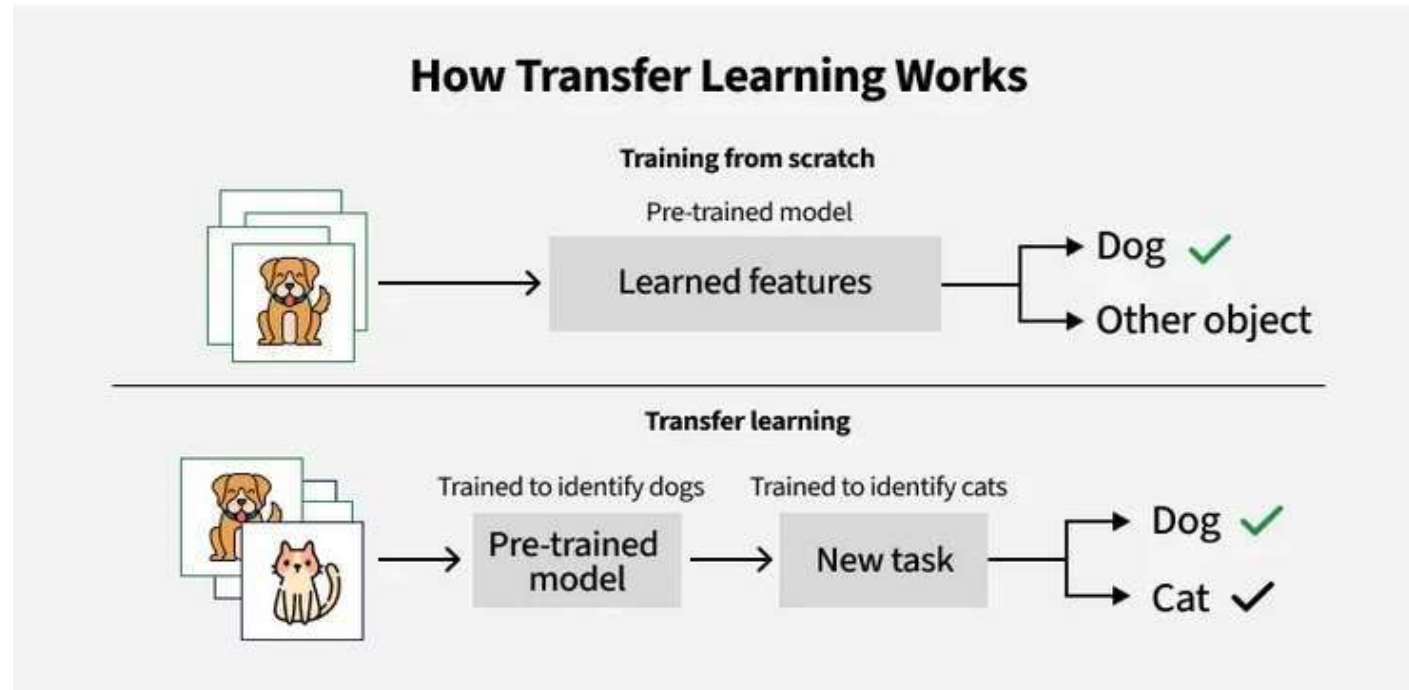 How Transfer Learning Works
Training from scratch
Pre-trained model
Learned features
Dog
Other object
Transfer learning
Trained to identify dogs
Trained to identify cats
Pre-trained
model
New task
Dog
Cat